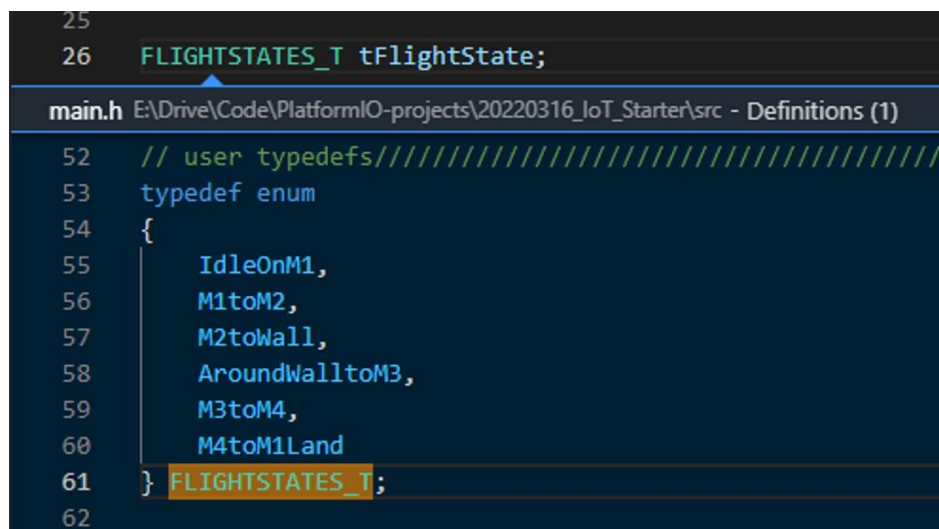 25
26 FLIGHTSTATES_T tFlightState;
main.h E:\Drive\Code\PlatformIO-projects\20220316_IoT_Starter\src - Definitions (1)
52 // user typedefs///////////////////////////////////////
53 typedef enum
54 {
55 IdleOnM1,
56 M1toM2,
57 M2toWall,
58 AroundWalltoM3,
59 M3toM4,
60 M4toM1Land
61 } FLIGHTSTATES_T;
62